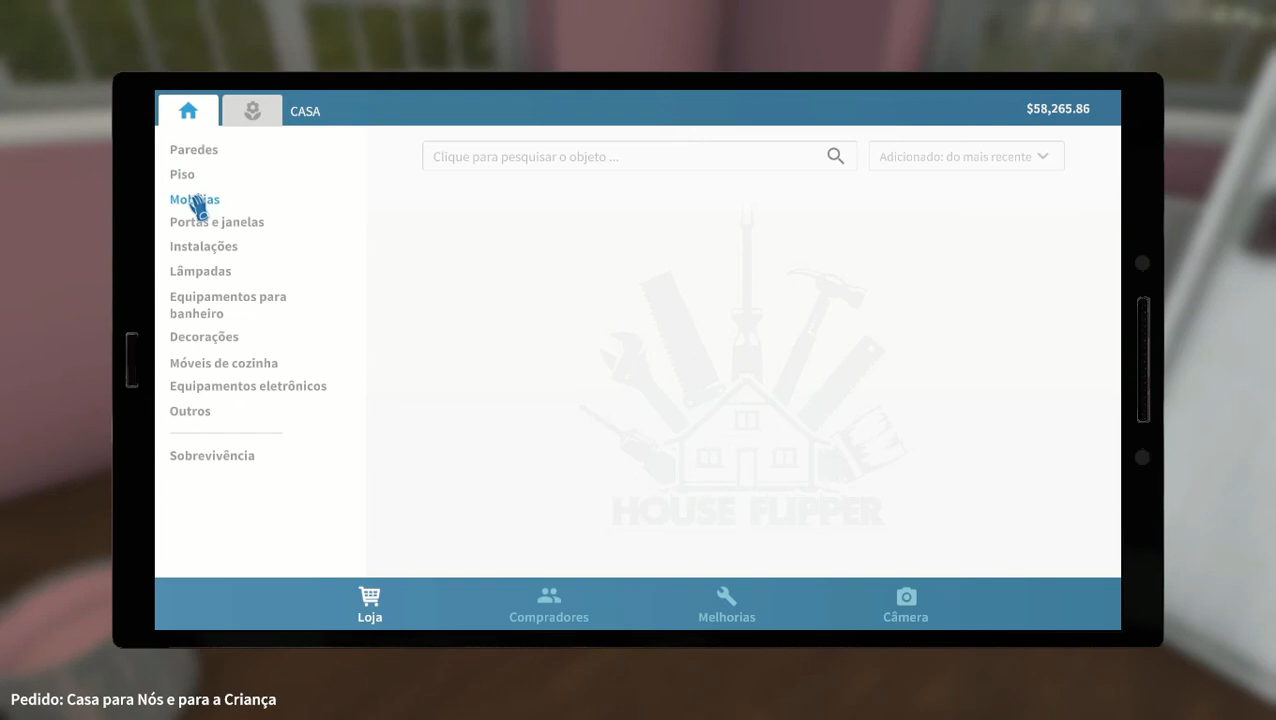 CASA
$58,265.86
Paredes
Piso
Mobílias
Portas e janelas
Instalações
Lâmpadas
Equipamentos para
banheiro
Decorações
Móveis de cozinha
Equipamentos eletrônicos
Outros
Sobrevivência
Clique para pesquisar o objeto ...
Adicionado: do mais recente
HOUSE FLIPPER
Loja
Compradores
Melhorias
Câmera
Pedido: Casa para Nós e para a Criança